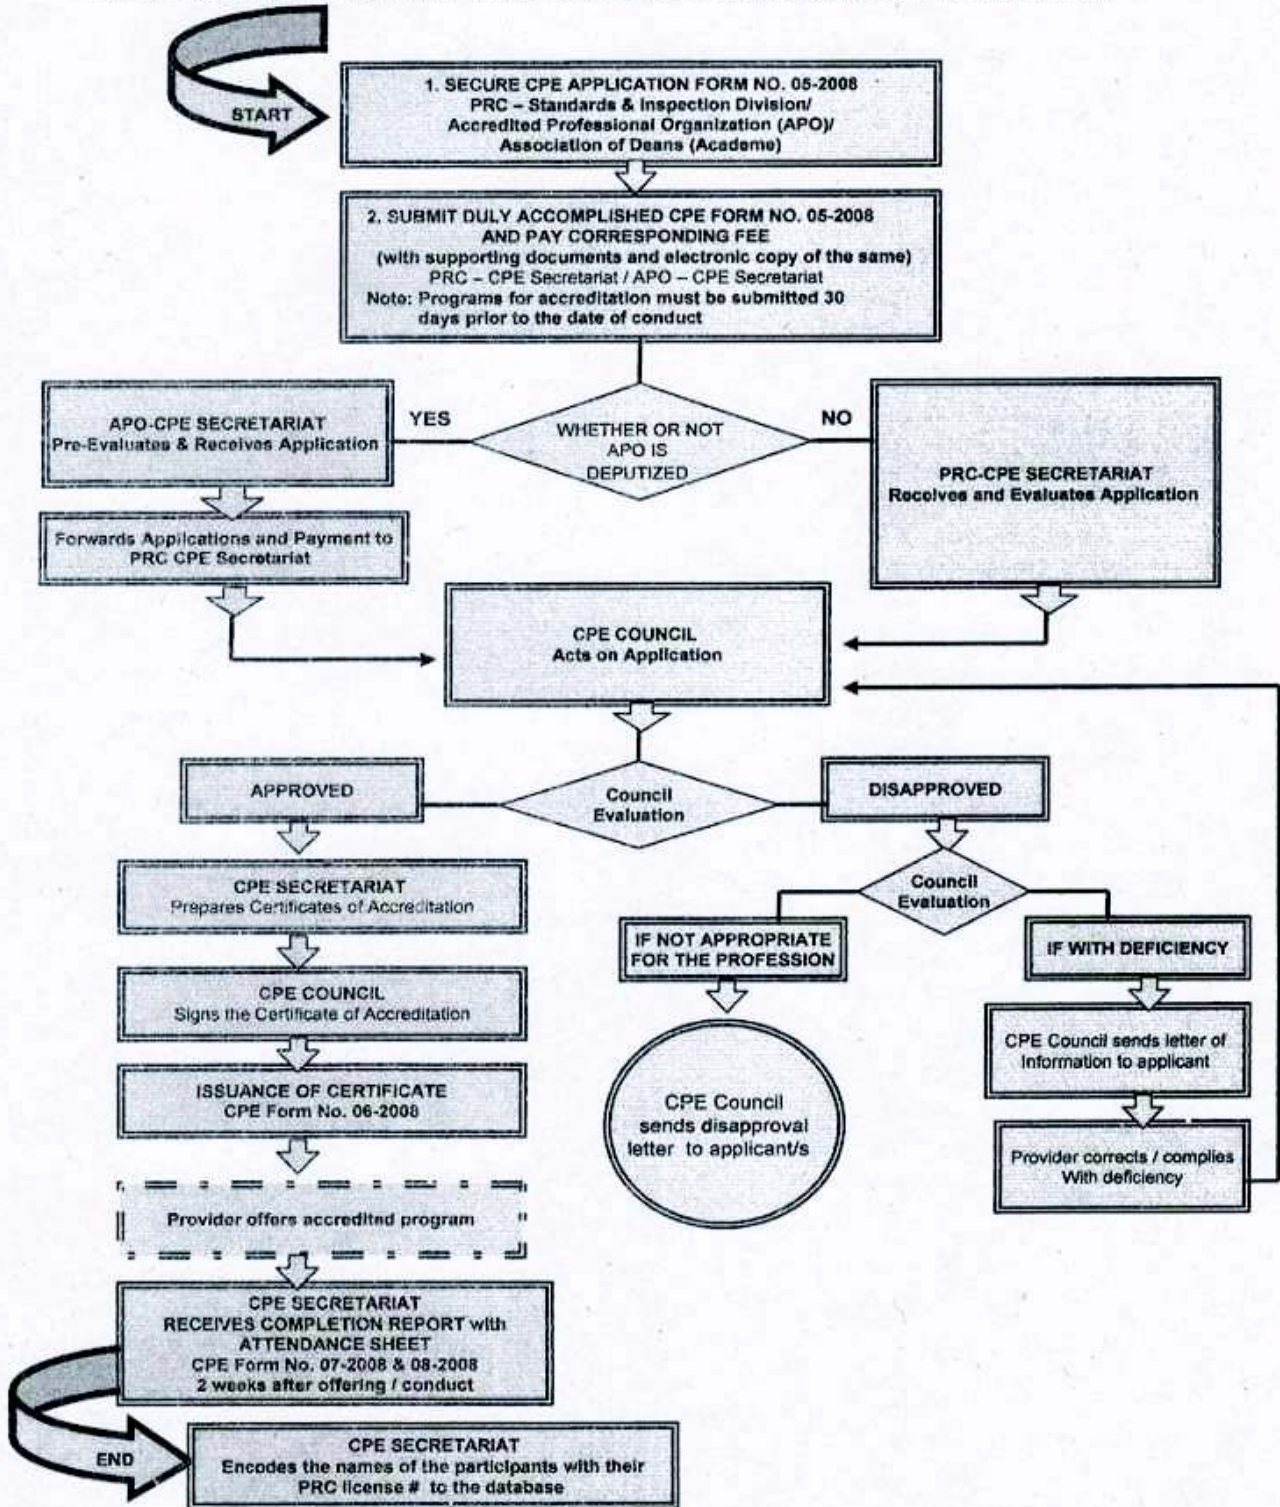 START
1. SECURE CPE APPLICATION FORM NO. 05-2008
PRC – Standards & Inspection Division/
Accredited Professional Organization (APO)/
Association of Deans (Academe)
2. SUBMIT DULY ACCOMPLISHED CPE FORM NO. 05-2008
AND PAY CORRESPONDING FEE
(with supporting documents and electronic copy of the same)
PRC – CPE Secretariat / APO – CPE Secretariat
Note: Programs for accreditation must be submitted 30
days prior to the date of conduct
APO-CPE SECRETARIAT
Pre-Evaluates & Receives Application
YES
WHETHER OR NOT
APO IS
DEPUTIZED
NO
PRC-CPE SECRETARIAT
Receives and Evaluates Application
Forwards Applications and Payment to
PRC CPE Secretariat
CPE COUNCIL
Acts on Application
APPROVED
Council
Evaluation
DISAPPROVED
CPE SECRETARIAT
Prepares Certificates of Accreditation
Council
Evaluation
IF NOT APPROPRIATE
FOR THE PROFESSION
IF WITH DEFICIENCY
CPE COUNCIL
Signs the Certificate of Accreditation
CPE Council sends letter of
Information to applicant
ISSUANCE OF CERTIFICATE
CPE Form No. 06-2008
CPE Council
sends disapproval
letter to applicant/s
Provider corrects / complies
With deficiency
Provider offers accredited program
CPE SECRETARIAT
RECEIVES COMPLETION REPORT with
ATTENDANCE SHEET
CPE Form No. 07-2008 & 08-2008
2 weeks after offering / conduct
END
CPE SECRETARIAT
Encodes the names of the participants with their
PRC license # to the database